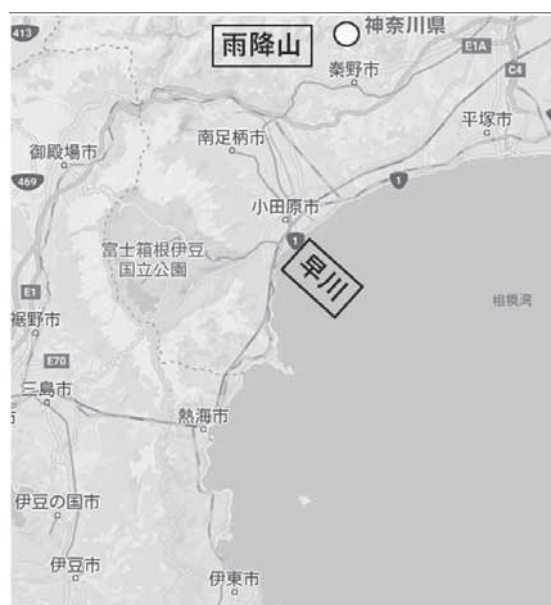 413
雨降山
神奈川県
E1A
秦野市
C4
南足柄市
平塚市
御殿場市
469
1
小田原市
1
富士箱根伊豆
国立公園
早川
E1
相模湾
裾野市
E70
三島市
市
熱海市
伊豆の国市
伊豆市
伊東市